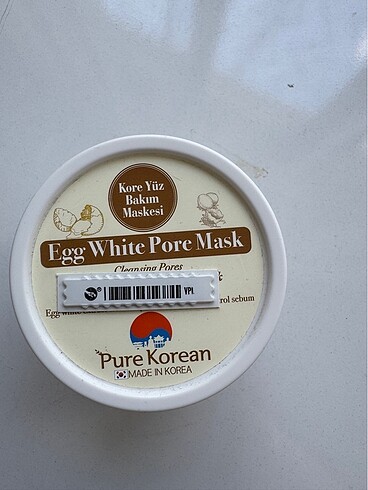 Kore Yüz
Bakım
Maskesi
Egg White Pore Mask
Cleansing Pores
VPI.
Egg white
rol sebum
Pure Korean
MADE IN KOREA